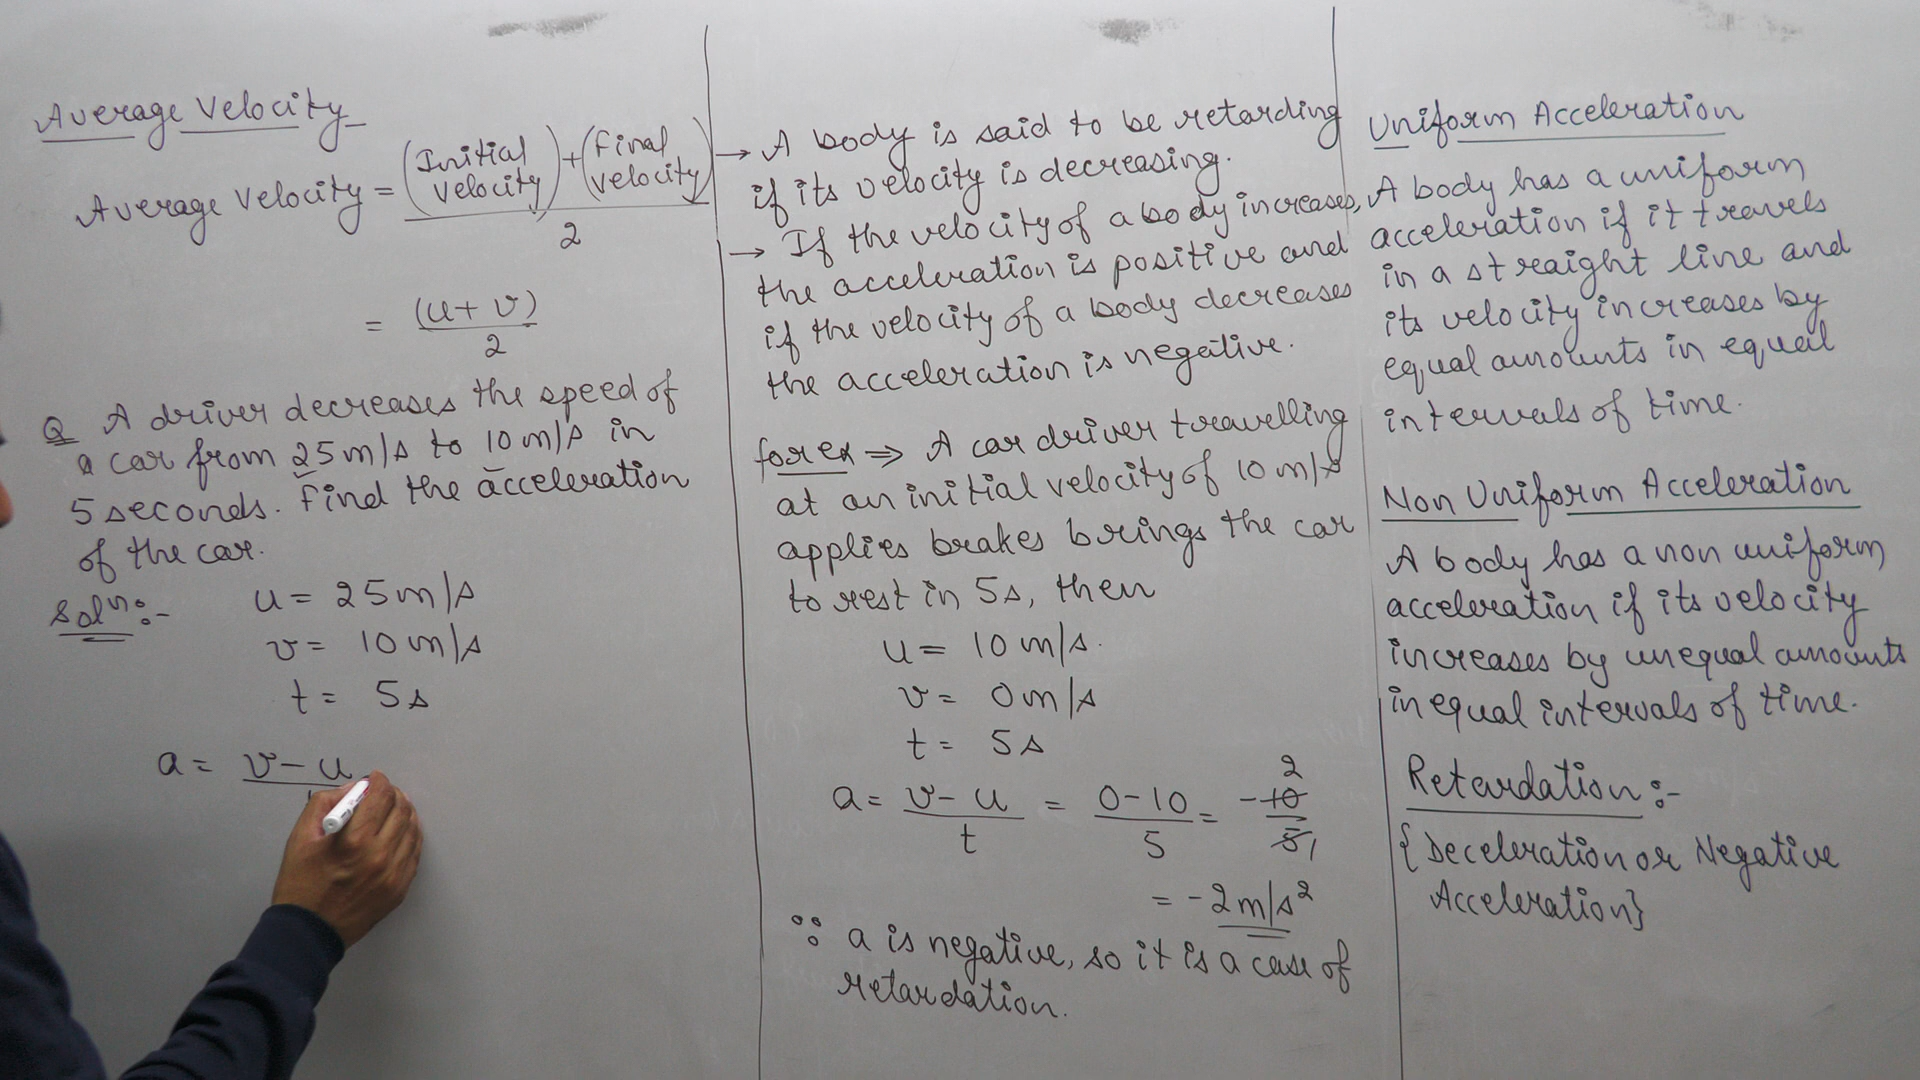 Average Velocity
Average Velocity = (Initial Velocity) + (Final Velocity)
2
= (u + v)
2
Q A driver decreases the speed of
a car from 25 m/s to 10 m/s in
5 seconds. Find the acceleration
of the car.
Solⁿ:-
u = 25 m/s
v = 10 m/s
t = 5s
a = v - u
→ A body is said to be retarding
if its velocity is decreasing.
→ If the velocity of a body increases,
the acceleration is positive and
if the velocity of a body decreases
the acceleration is negative.
for ex ⇒ A car driver travelling
at an initial velocity of 10 m/s
applies brakes brings the car
to rest in 5s, then
u = 10 m/s.
v = 0 m/s
t = 5s
2
a = v - u = 0 - 10 = -10
t 5 5 1
= -2 m/s²
∵ a is negative, so it is a case of
retardation.
Uniform Acceleration
A body has a uniform
acceleration if it travels
in a straight line and
its velocity increases by
equal amounts in equal
intervals of time.
Non Uniform Acceleration
A body has a non uniform
acceleration if its velocity
increases by unequal amounts
in equal intervals of time.
Retardation:-
{Deceleration or Negative
Acceleration}